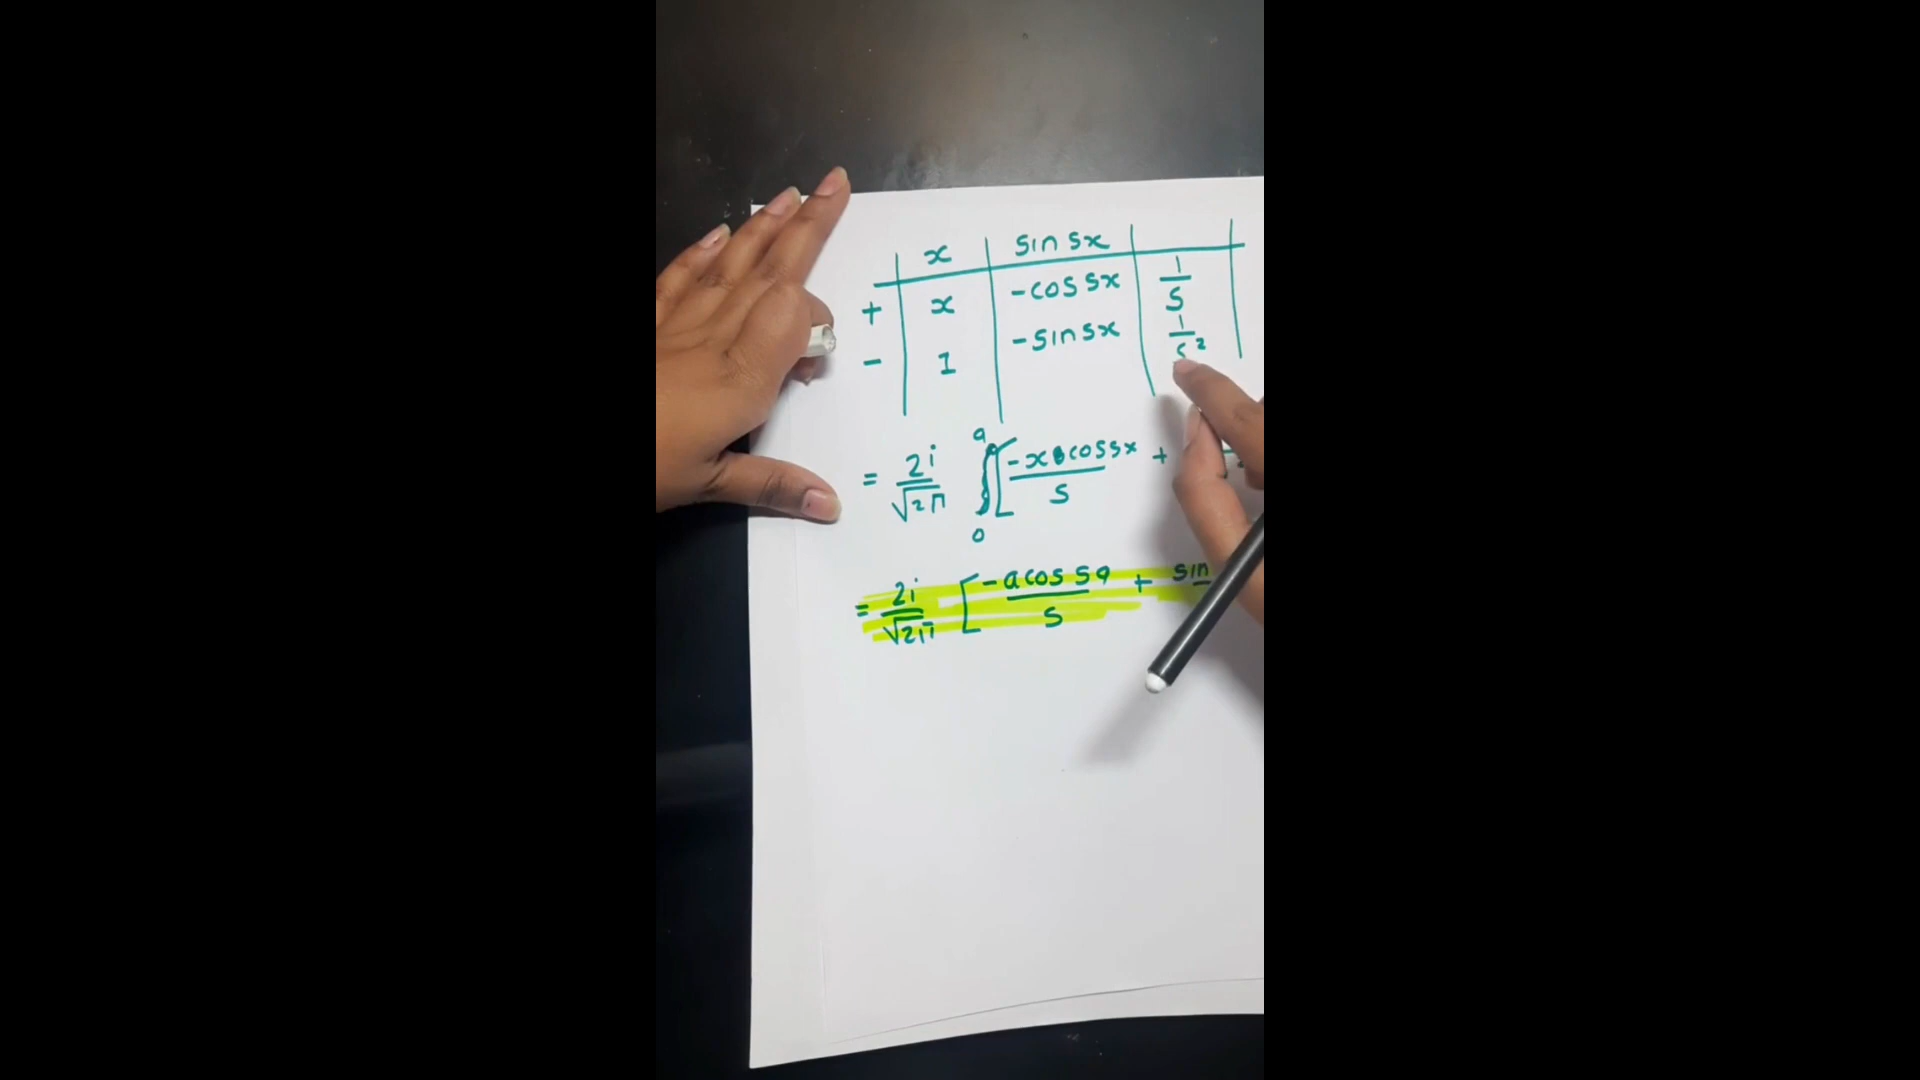 x | sin sx |
+ | x | -cos sx | 1/s
- | 1 | -sin sx | 1/s²
= 2i/√2π ∫₀ᵃ [ -x cos sx/s +
= 2i/√2π [ -a cos sa/s + sin